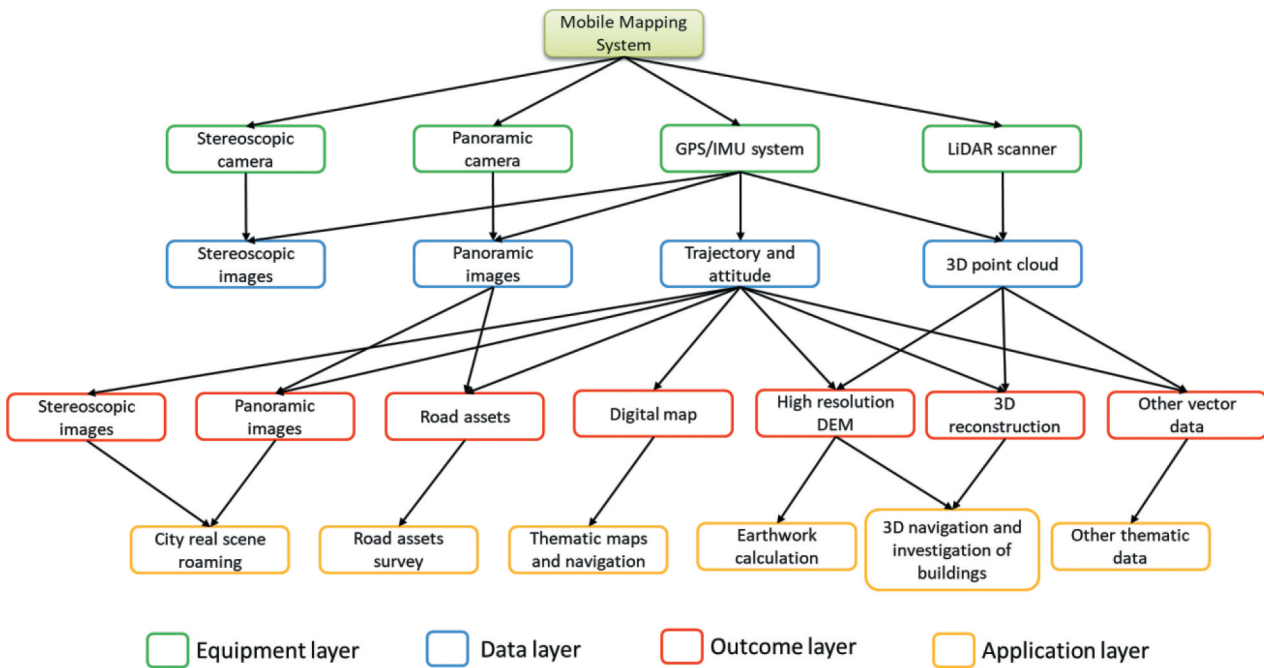 Mobile Mapping
System
Stereoscopic
camera
Panoramic
camera
GPS/IMU system
LiDAR scanner
Stereoscopic
images
Panoramic
images
Trajectory and
attitude
3D point cloud
Stereoscopic
images
Panoramic
images
Road assets
Digital map
High resolution
DEM
3D
reconstruction
Other vector
data
City real scene
roaming
Road assets
survey
Thematic maps
and navigation
Earthwork
calculation
3D navigation and
investigation of
buildings
Other thematic
data
Equipment layer
Data layer
Outcome layer
Application layer